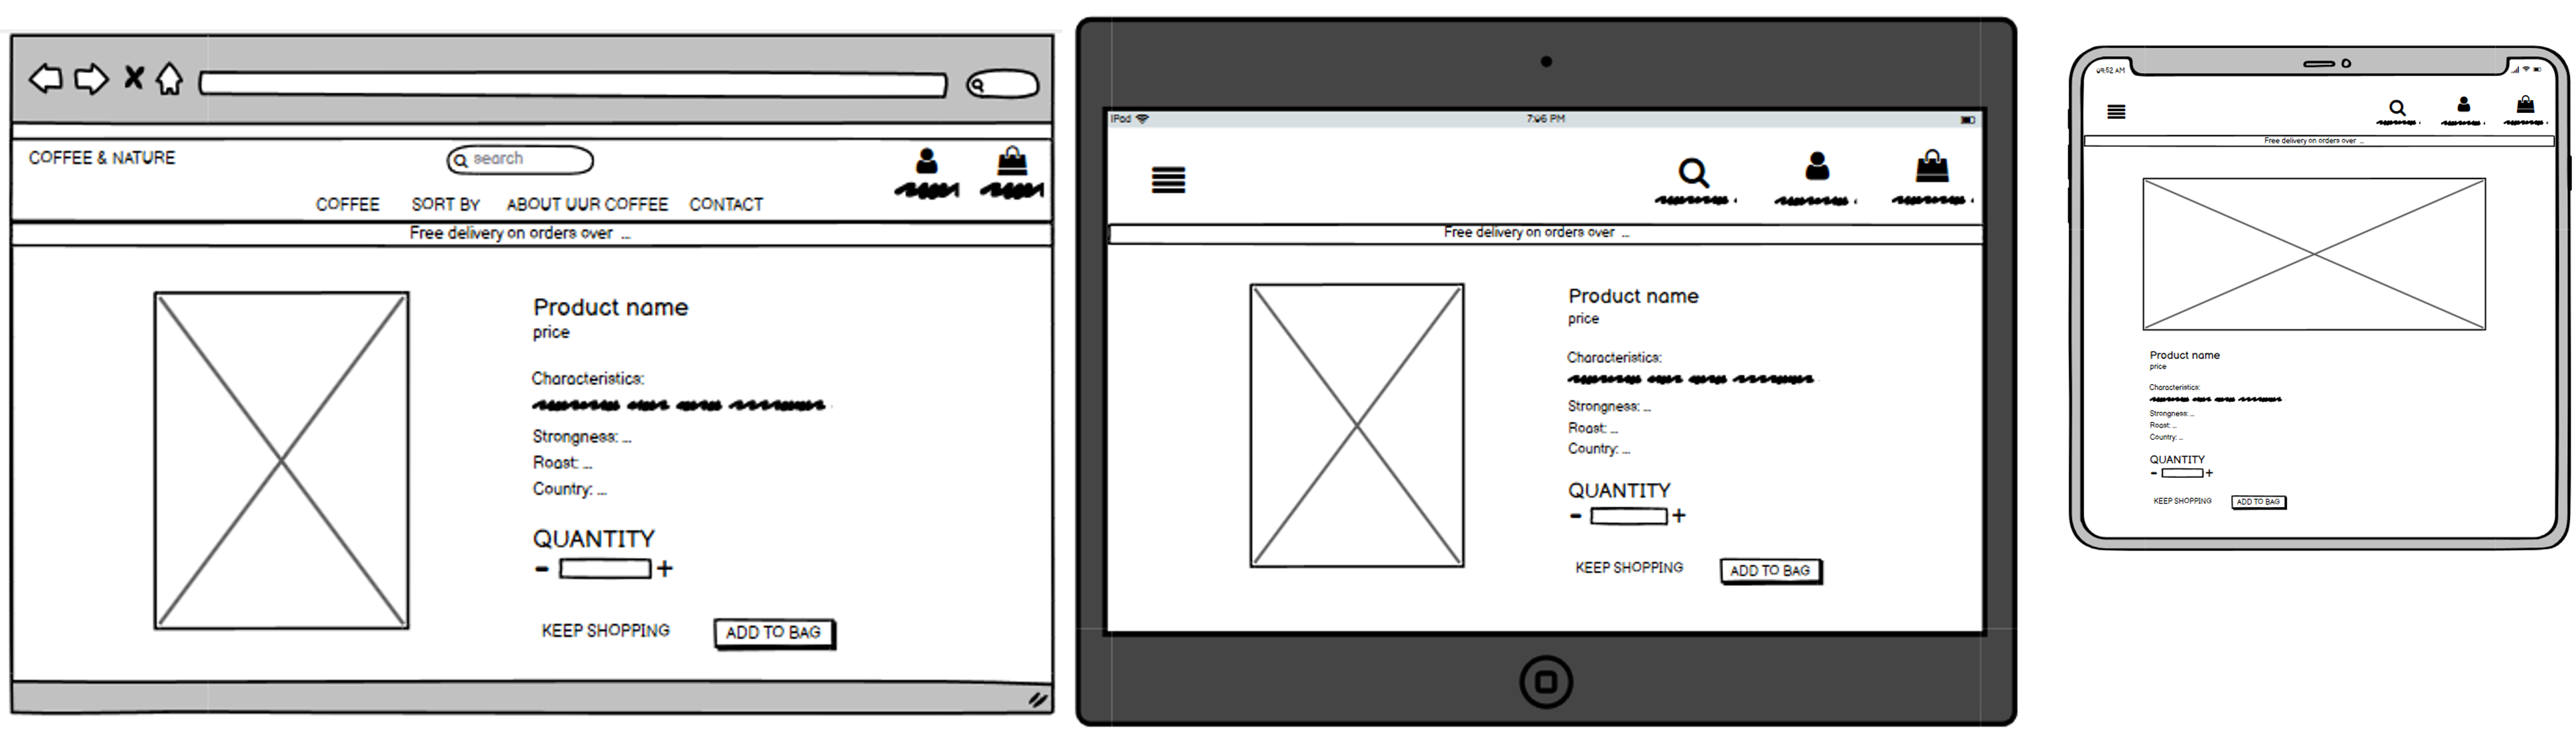 COFFEE & NATURE
search
COFFEE SORT BY ABOUT UUR COFFEE CONTACT
Free delivery on orders over ...
Product name
price
Characteristics:
Strongness: ...
Roast: ...
Country: ...
QUANTITY
- +
KEEP SHOPPING ADD TO BAG
iPad 7:06 PM
Free delivery on orders over ...
Product name
price
Characteristics:
Strongness: ...
Roast: ...
Country: ...
QUANTITY
- +
KEEP SHOPPING ADD TO BAG
09:52 AM
Free delivery on orders over ...
Product name
price
Characteristics:
Strongness: ...
Roast: ...
Country: ...
QUANTITY
- +
KEEP SHOPPING ADD TO BAG